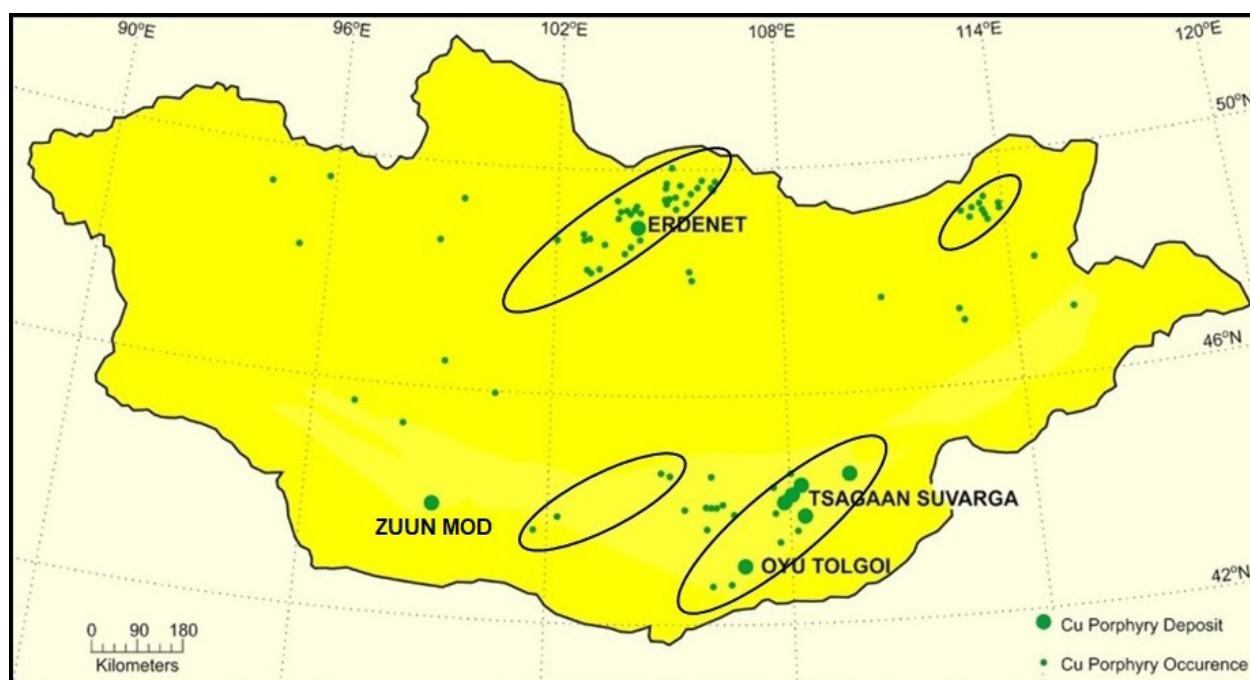 90°E 96°E 102°E 108°E 114°E 120°E
50°N
ERDENET
46°N
TSAGAAN SUVARGA
ZUUN MOD
OYU TOLGOI
42°N
0 90 180
Kilometers
Cu Porphyry Deposit
Cu Porphyry Occurence